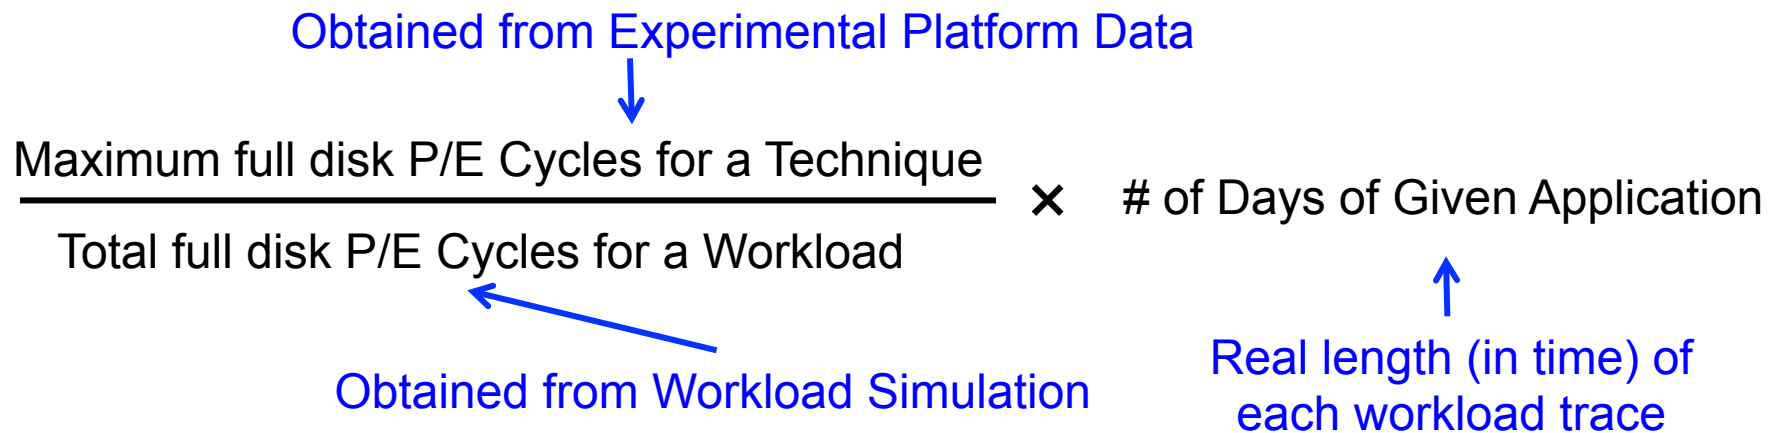 Obtained from Experimental Platform Data
Maximum full disk P/E Cycles for a Technique
× # of Days of Given Application
Total full disk P/E Cycles for a Workload
Obtained from Workload Simulation
Real length (in time) of
each workload trace